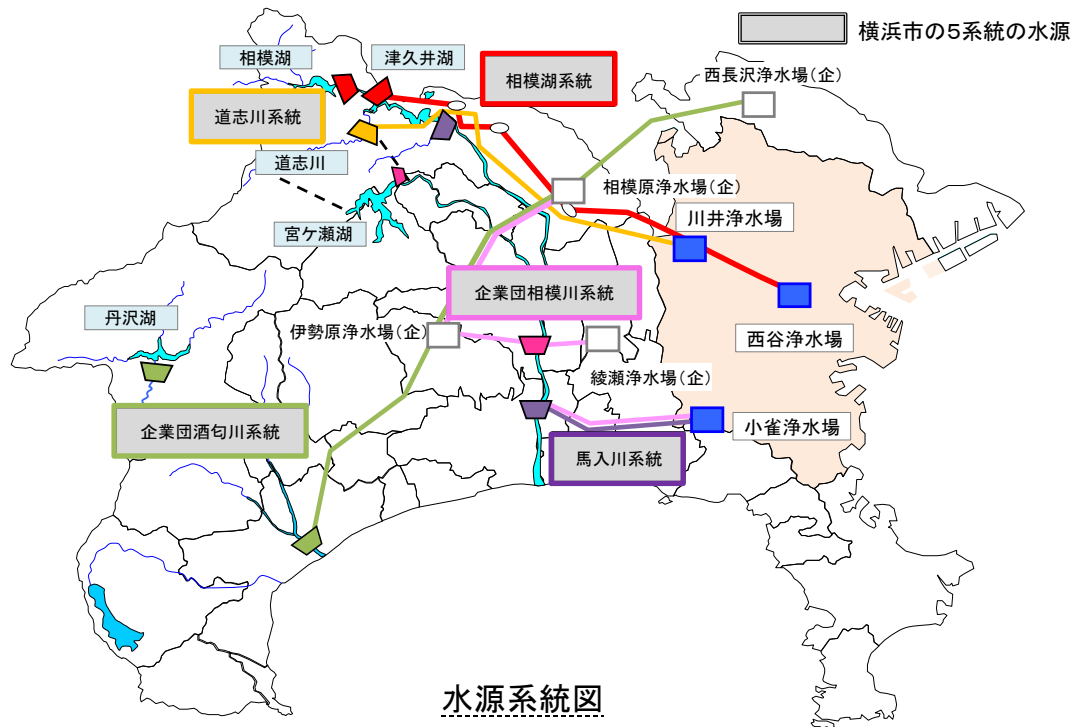 横浜市の5系統の水源
相模湖
津久井湖
相模湖系統
西長沢浄水場(企)
道志川系統
道志川
相模原浄水場(企)
川井浄水場
宮ケ瀬湖
企業団相模川系統
丹沢湖
伊勢原浄水場(企)
西谷浄水場
綾瀬浄水場(企)
企業団酒匂川系統
小雀浄水場
馬入川系統
水源系統図